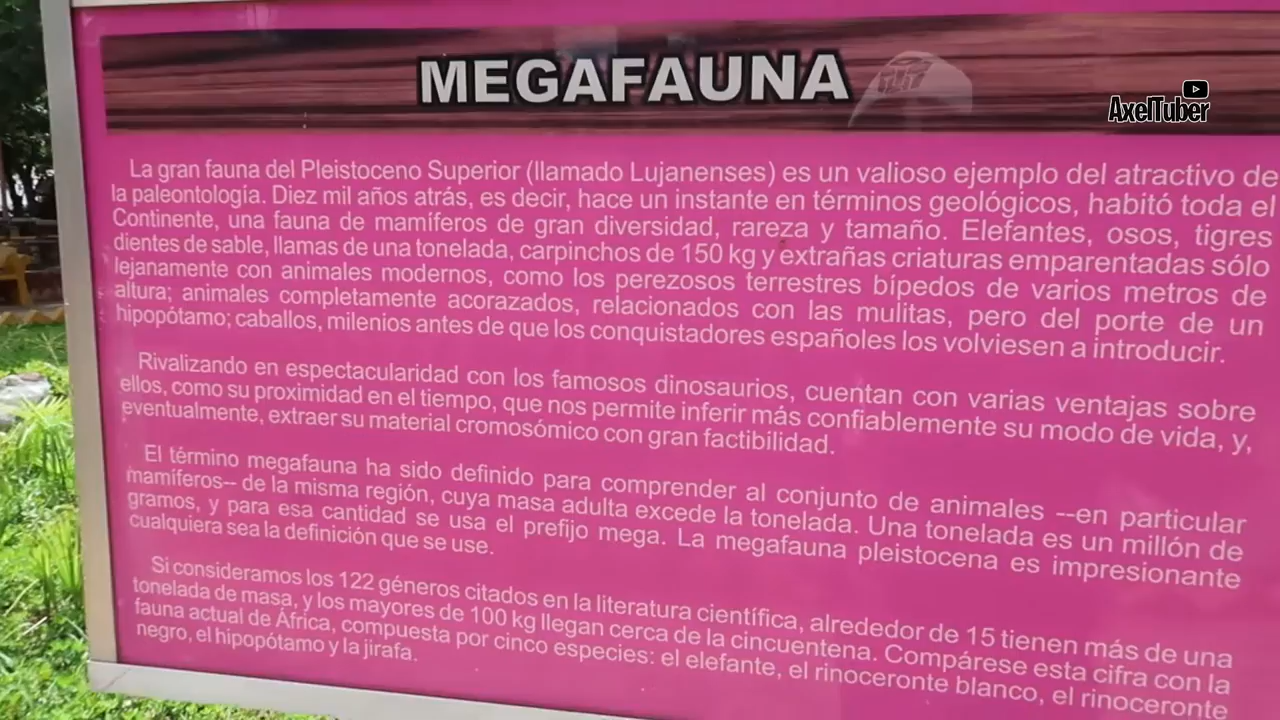 MEGAFAUNA
AxelTuber
La gran fauna del Pleistoceno Superior (llamado Lujanenses) es un valioso ejemplo del atractivo de
la paleontología. Diez mil años atrás, es decir, hace un instante en términos geológicos, habitó toda el
Continente, una fauna de mamíferos de gran diversidad, rareza y tamaño. Elefantes, osos, tigres
dientes de sable, llamas de una tonelada, carpinchos de 150 kg y extrañas criaturas emparentadas sólo
lejanamente con animales modernos, como los perezosos terrestres bípedos de varios metros de
altura; animales completamente acorazados, relacionados con las mulitas, pero del porte de un
hipopótamo; caballos, milenios antes de que los conquistadores españoles los volviesen a introducir.
Rivalizando en espectacularidad con los famosos dinosaurios, cuentan con varias ventajas sobre
ellos, como su proximidad en el tiempo, que nos permite inferir más confiablemente su modo de vida, y,
eventualmente, extraer su material cromosómico con gran factibilidad.
El término megafauna ha sido definido para comprender al conjunto de animales --en particular
mamíferos-- de la misma región, cuya masa adulta excede la tonelada. Una tonelada es un millón de
gramos, y para esa cantidad se usa el prefijo mega. La megafauna pleistocena es impresionante
cualquiera sea la definición que se use.
Si consideramos los 122 géneros citados en la literatura científica, alrededor de 15 tienen más de una
tonelada de masa, y los mayores de 100 kg llegan cerca de la cincuentena. Compárese esta cifra con la
fauna actual de África, compuesta por cinco especies: el elefante, el rinoceronte blanco, el rinoceronte
negro, el hipopótamo y la jirafa.